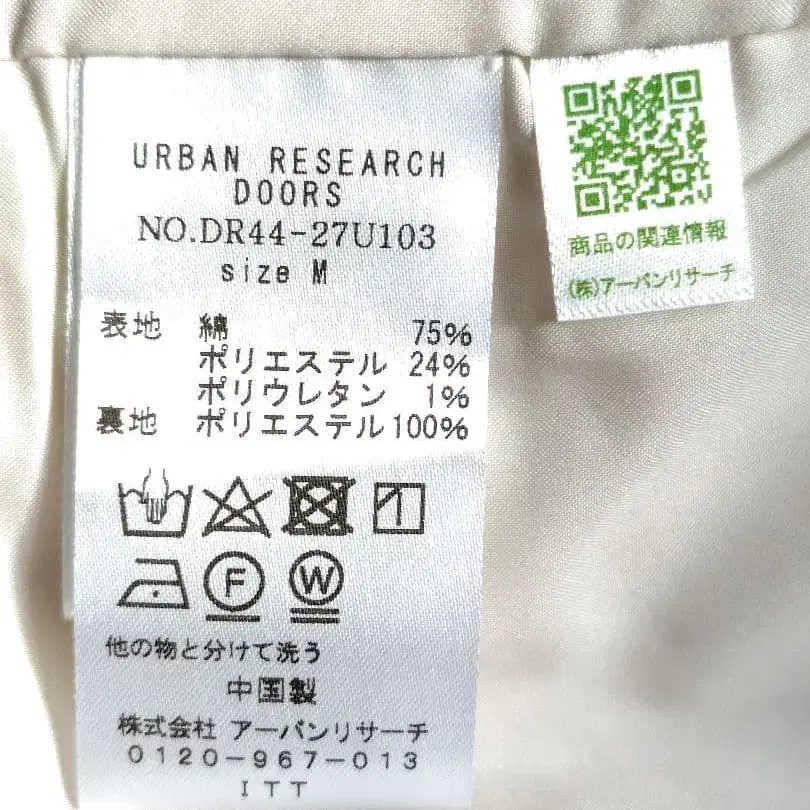 URBAN RESEARCH
DOORS
NO.DR44-27U103
size M
表地 綿 75%
ポリエステル 24%
ポリウレタン 1%
裏地 ポリエステル 100%
F W
他の物と分けて洗う
中国製
株式会社 アーバンリサーチ
0120-967-013
ITT
商品の関連情報
(株)アーバンリサーチ